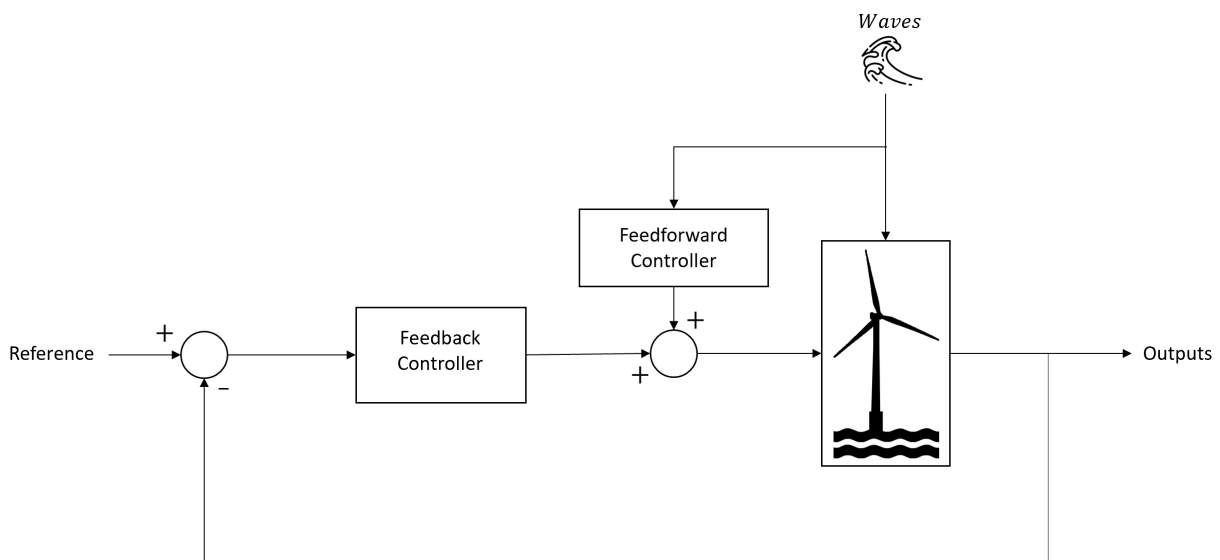 Waves
Feedforward
Controller
+
+
Feedback
Controller
Reference
+
Outputs
-